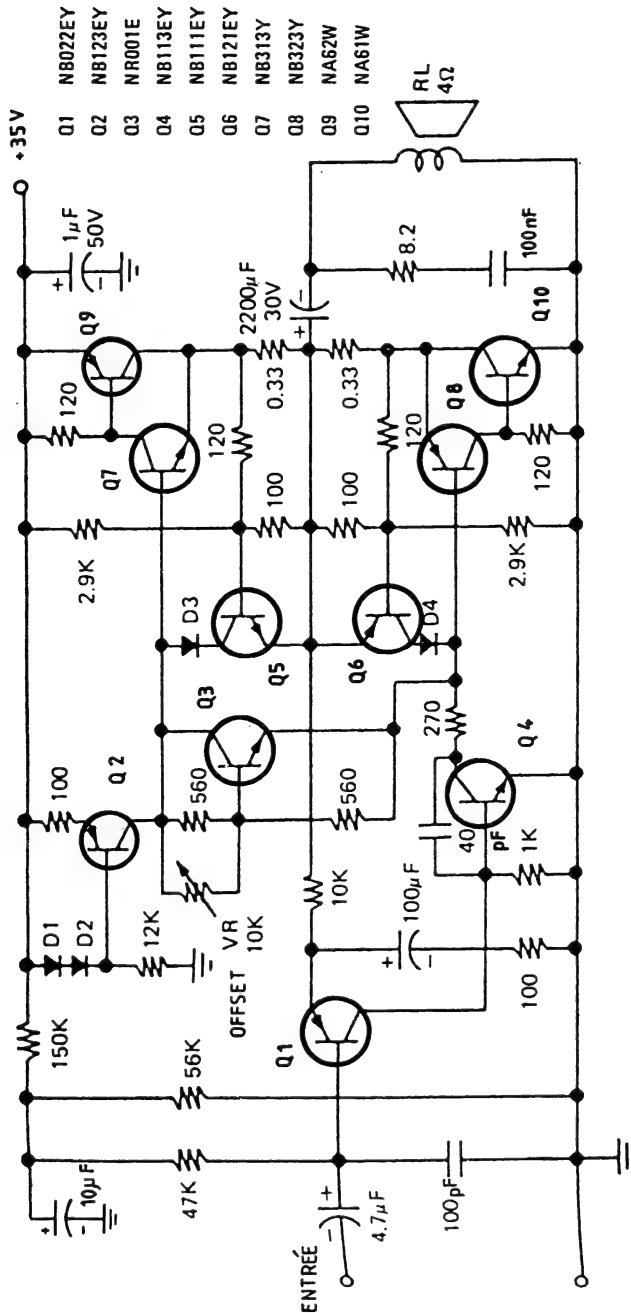 Q1 NB022EY
Q2 NB123EY
Q3 NR001E
Q4 NB113EY
Q5 NB111EY
Q6 NB121EY
Q7 NB313Y
Q8 NB323Y
Q9 NA62W
Q10 NA61W
+35V
+
1µF
50V
-
Q9
120
Q7
2.9K
120
2200µF
30V
+
-
0.33
0.33
RL
4Ω
8.2
100nF
Q10
Q8
120
120
100
100
2.9K
D3
Q5
Q6
D4
100
Q2
Q3
560
560
270
Q4
D1
D2
12K
OFFSET
VR
10K
10K
40
pF
1K
+
100µF
-
100
150K
56K
Q1
+
10µF
-
47K
ENTRÉE
-
+
4.7µF
100pF